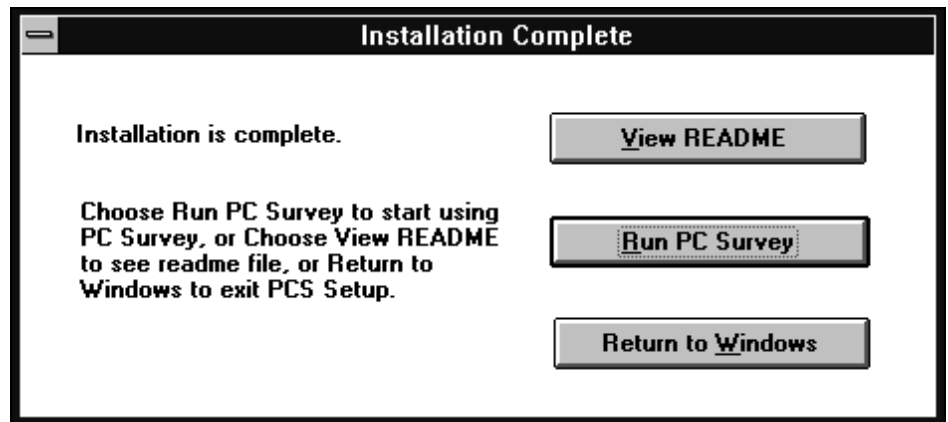 Installation Complete
Installation is complete.
View README
Choose Run PC Survey to start using
PC Survey, or Choose View README
to see readme file, or Return to
Windows to exit PCS Setup.
Run PC Survey
Return to Windows